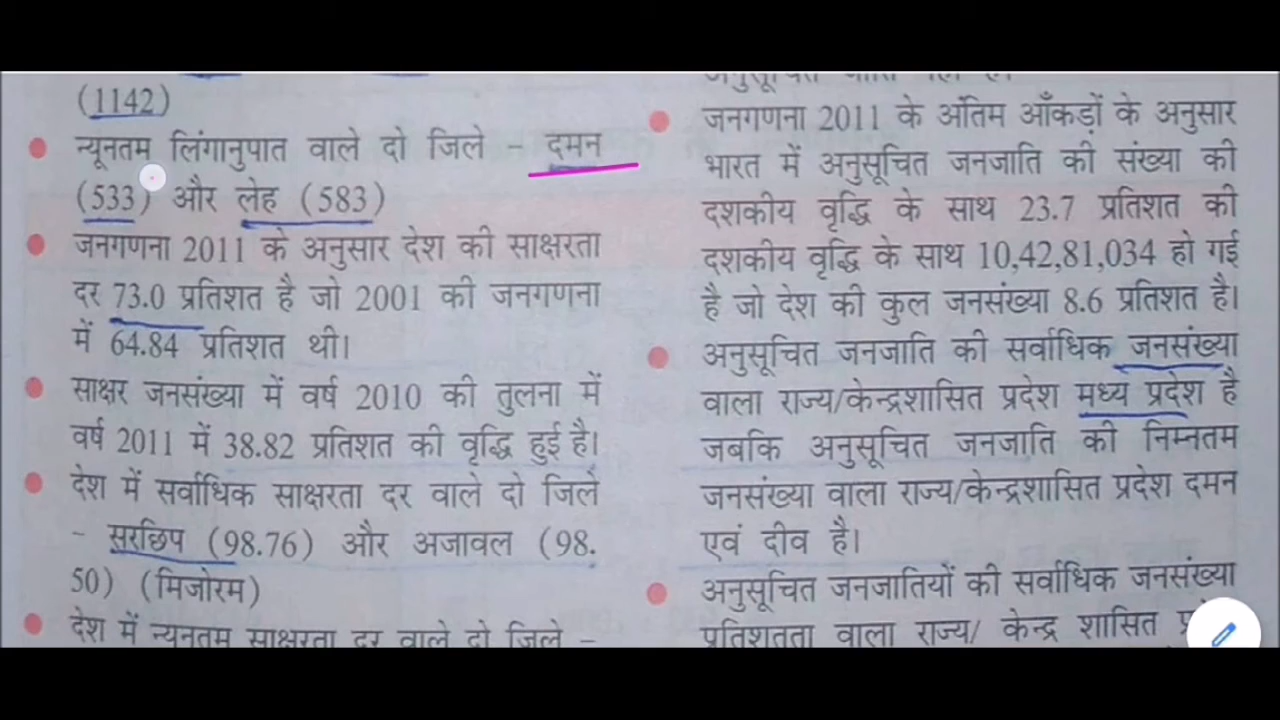 (1142)
न्यूनतम लिंगानुपात वाले दो जिले - दमन
(533) और लेह (583)
जनगणना 2011 के अनुसार देश की साक्षरता
दर 73.0 प्रतिशत है जो 2001 की जनगणना
में 64.84 प्रतिशत थी।
साक्षर जनसंख्या में वर्ष 2010 की तुलना में
वर्ष 2011 में 38.82 प्रतिशत की वृद्धि हुई है।
देश में सर्वाधिक साक्षरता दर वाले दो जिले
- सरछिप (98.76) और अजावल (98.
50) (मिजोरम)
देश में न्यूनतम साक्षरता दर वाले दो जिले -
जनगणना 2011 के अंतिम आँकड़ों के अनुसार
भारत में अनुसूचित जनजाति की संख्या की
दशकीय वृद्धि के साथ 23.7 प्रतिशत की
दशकीय वृद्धि के साथ 10,42,81,034 हो गई
है जो देश की कुल जनसंख्या 8.6 प्रतिशत है।
अनुसूचित जनजाति की सर्वाधिक जनसंख्या
वाला राज्य/केन्द्रशासित प्रदेश मध्य प्रदेश है
जबकि अनुसूचित जनजाति की निम्नतम
जनसंख्या वाला राज्य/केन्द्रशासित प्रदेश दमन
एवं दीव है।
अनुसूचित जनजातियों की सर्वाधिक जनसंख्या
प्रतिशतता वाला राज्य/ केन्द्र शासित